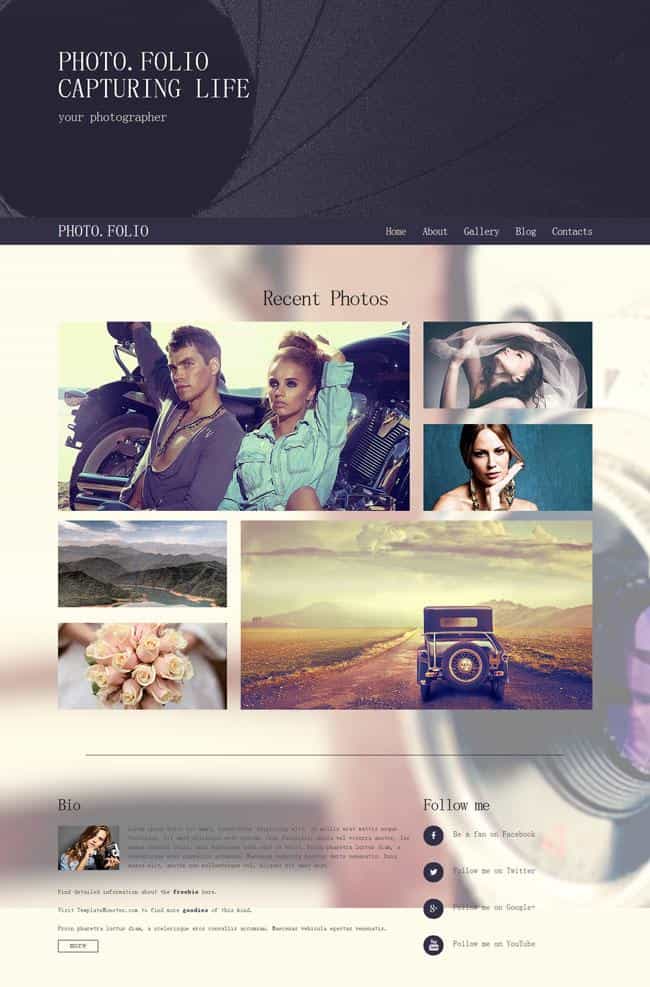 PHOTO.FOLIO
CAPTURING LIFE
your photographer
PHOTO.FOLIO
Home About Gallery Blog Contacts
Recent Photos
Bio
Find detailed information about the freebie here.
Visit TemplateMonster.com to find more goodies of this kind.
Proin pharetra luctus diam, a scelerisque eros convallis accumsan. Maecenas vehicula egestas venenatis.
more
Follow me
Be a fan on Facebook
Follow me on Twitter
Follow me on Google+
Follow me on YouTube